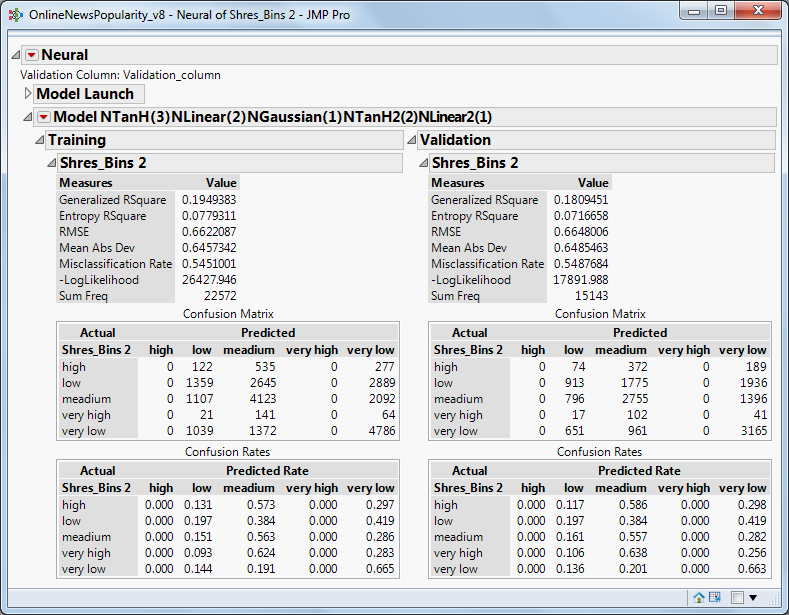 OnlineNewsPopularity_v8 - Neural of Shres_Bins 2 - JMP Pro
Neural
Validation Column: Validation_column
Model Launch
Model NTanH(3)NLinear(2)NGaussian(1)NTanH2(2)NLinear2(1)
Training
Shres_Bins 2
Measures Value
Generalized RSquare 0.1949383
Entropy RSquare 0.0779311
RMSE 0.6622087
Mean Abs Dev 0.6457342
Misclassification Rate 0.5451001
-LogLikelihood 26427.946
Sum Freq 22572
Confusion Matrix
Actual Predicted
Shres_Bins 2 high low meadium very high very low
high 0 122 535 0 277
low 0 1359 2645 0 2889
meadium 0 1107 4123 0 2092
very high 0 21 141 0 64
very low 0 1039 1372 0 4786
Confusion Rates
Actual Predicted Rate
Shres_Bins 2 high low meadium very high very low
high 0.000 0.131 0.573 0.000 0.297
low 0.000 0.197 0.384 0.000 0.419
meadium 0.000 0.151 0.563 0.000 0.286
very high 0.000 0.093 0.624 0.000 0.283
very low 0.000 0.144 0.191 0.000 0.665
Validation
Shres_Bins 2
Measures Value
Generalized RSquare 0.1809451
Entropy RSquare 0.0716658
RMSE 0.6648006
Mean Abs Dev 0.6485463
Misclassification Rate 0.5487684
-LogLikelihood 17891.988
Sum Freq 15143
Confusion Matrix
Actual Predicted
Shres_Bins 2 high low meadium very high very low
high 0 74 372 0 189
low 0 913 1775 0 1936
meadium 0 796 2755 0 1396
very high 0 17 102 0 41
very low 0 651 961 0 3165
Confusion Rates
Actual Predicted Rate
Shres_Bins 2 high low meadium very high very low
high 0.000 0.117 0.586 0.000 0.298
low 0.000 0.197 0.384 0.000 0.419
meadium 0.000 0.161 0.557 0.000 0.282
very high 0.000 0.106 0.638 0.000 0.256
very low 0.000 0.136 0.201 0.000 0.663